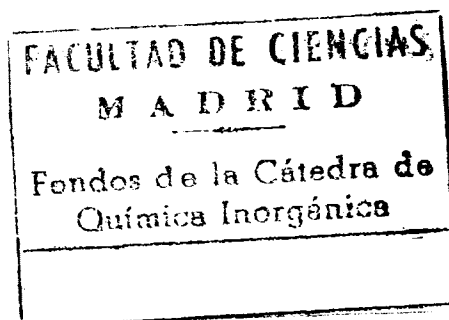 FACULTAD DE CIENCIAS
MADRID
Fondos de la Cátedra de
Química Inorgánica